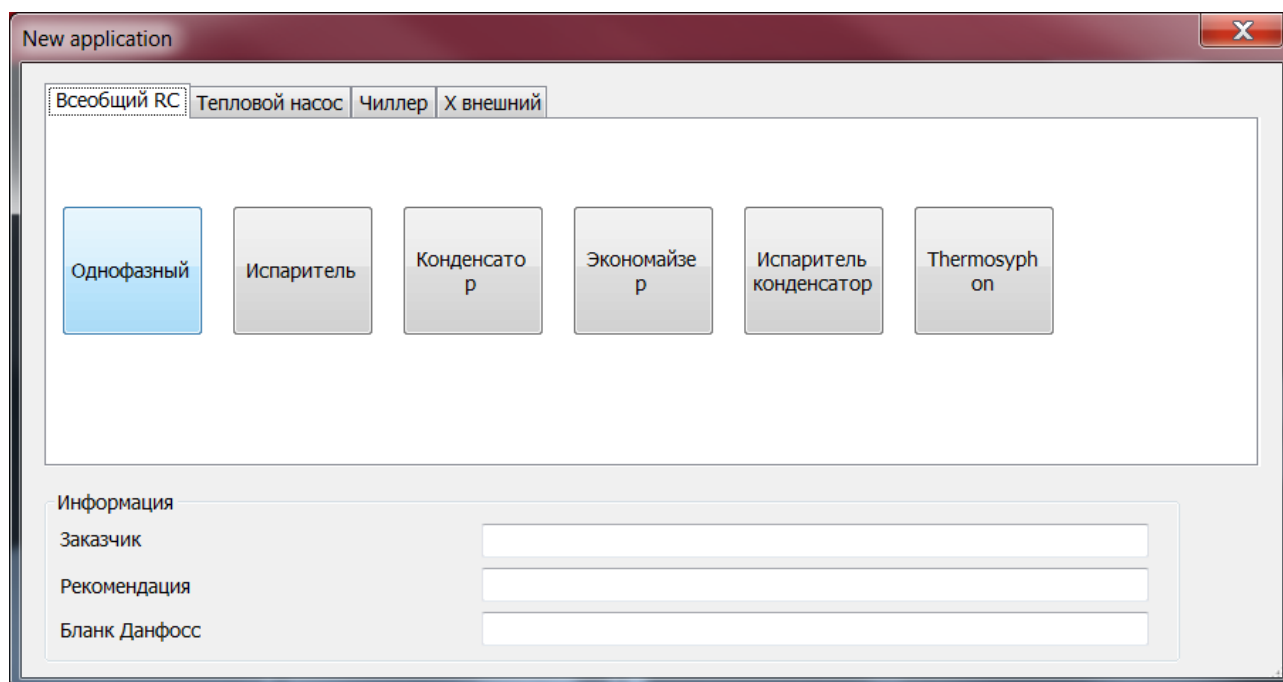 New application
X
Всеобщий RC Тепловой насос Чиллер X внешний
Однофазный
Испаритель
Конденсато
р
Экономайзе
р
Испаритель
конденсатор
Thermosyph
on
Информация
Заказчик
Рекомендация
Бланк Данфосс